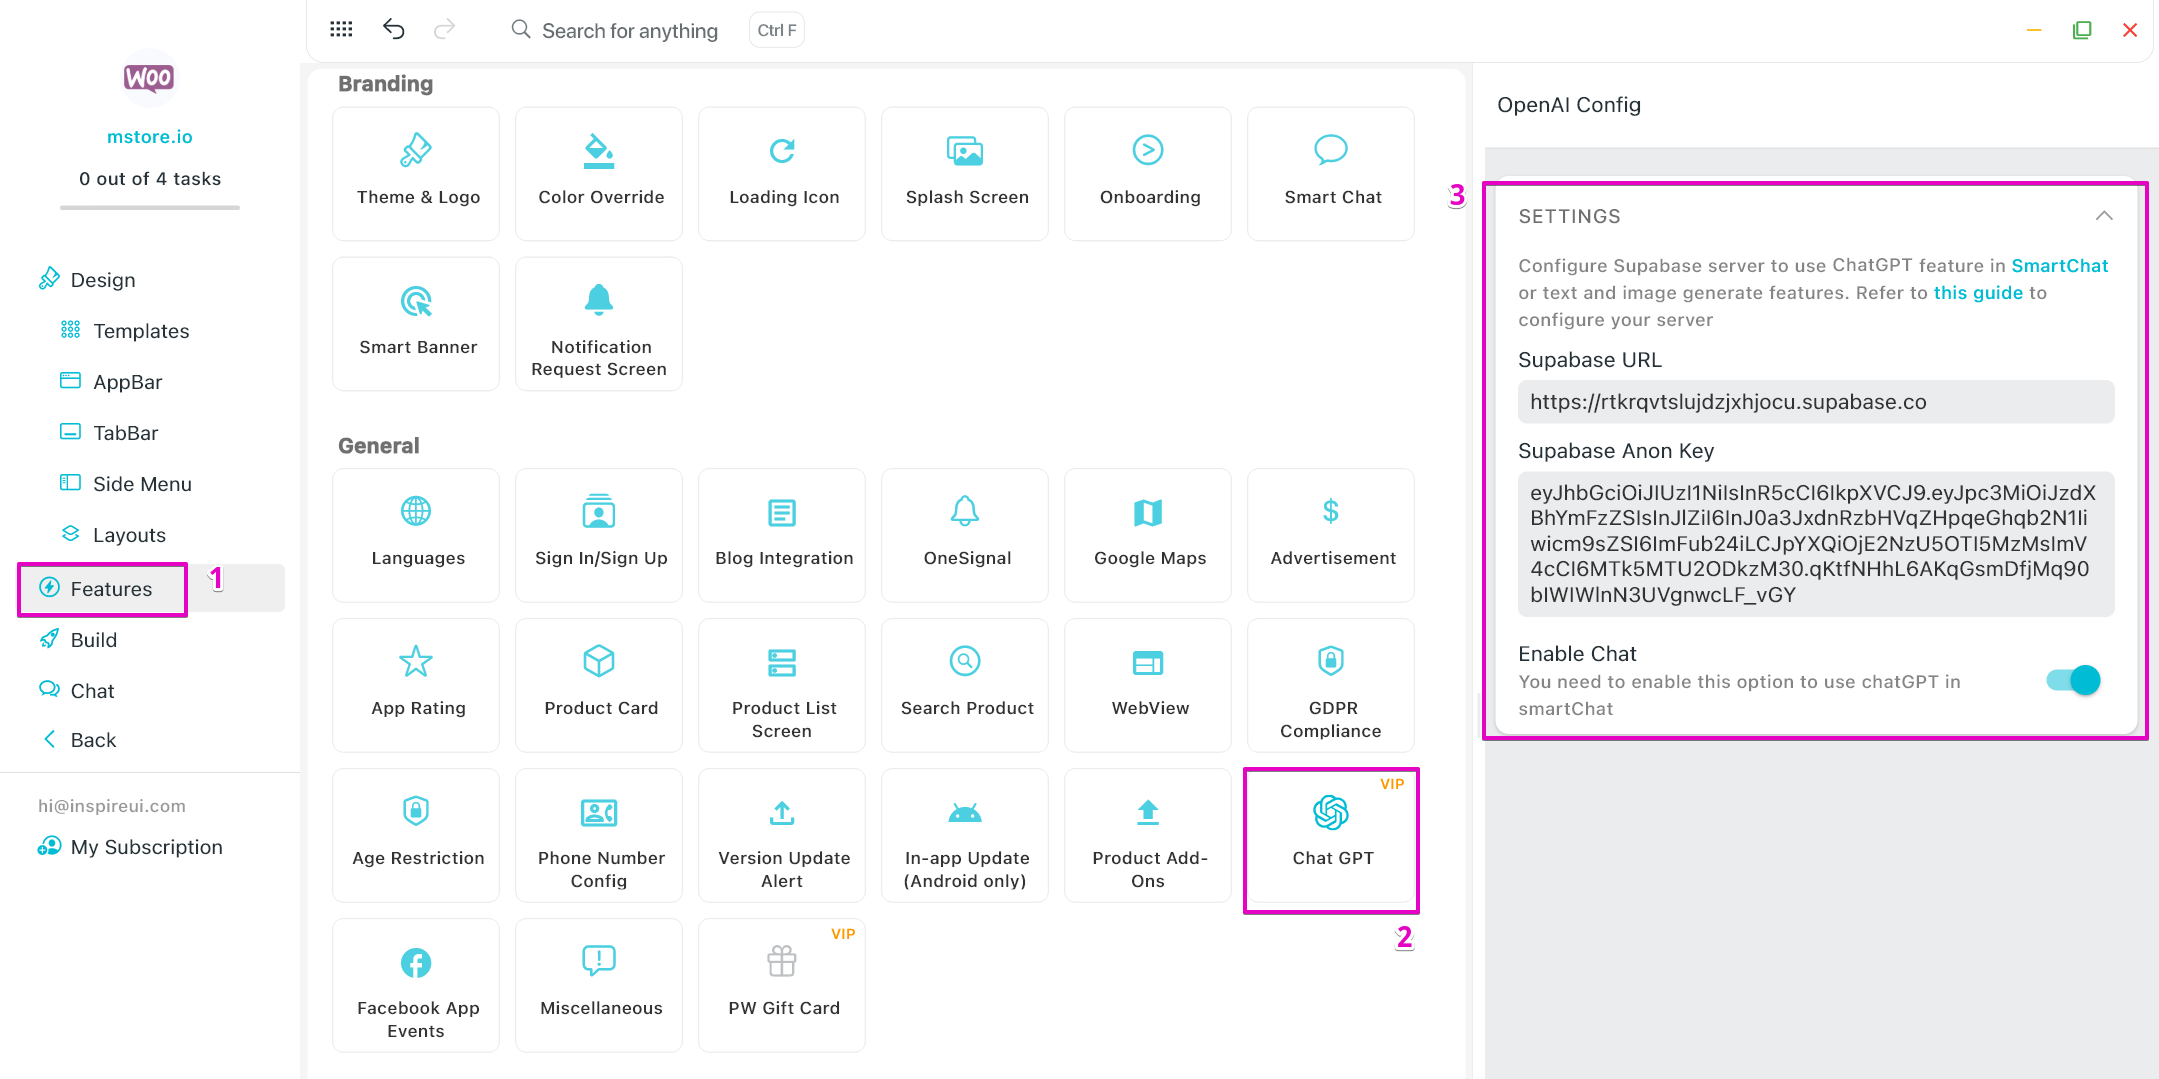 Search for anything
Ctrl F
WOO
mstore.io
0 out of 4 tasks
Design
Templates
AppBar
TabBar
Side Menu
Layouts
Features
1
Build
Chat
Back
hi@inspireui.com
My Subscription
Branding
Theme & Logo
Color Override
Loading Icon
Splash Screen
Onboarding
Smart Chat
Smart Banner
Notification
Request Screen
General
Languages
Sign In/Sign Up
Blog Integration
OneSignal
Google Maps
Advertisement
App Rating
Product Card
Product List
Screen
Search Product
WebView
GDPR
Compliance
Age Restriction
Phone Number
Config
Version Update
Alert
In-app Update
(Android only)
Product Add-
Ons
VIP
Chat GPT
2
Facebook App
Events
Miscellaneous
VIP
PW Gift Card
OpenAI Config
3
SETTINGS
Configure Supabase server to use ChatGPT feature in SmartChat
or text and image generate features. Refer to this guide to
configure your server
Supabase URL
https://rtkrqvtslujdzjxhjocu.supabase.co
Supabase Anon Key
eyJhbGciOiJIUzI1NiIsInR5cCI6IkpXVCJ9.eyJpc3MiOiJzdX
BhYmFzZSIsInJlZiI6InJ0a3JxdnRzbHVqZHpqeGhqb2N1Ii
wicm9sZSI6ImFub24iLCJpYXQiOjE2NzU5OTI5MzMsImV
4cCI6MTk5MTU2ODkzM30.qKtfNHhL6AKqGsmDfjMq90
bIWIWlnN3UVgnwcLF_vGY
Enable Chat
You need to enable this option to use chatGPT in
smartChat